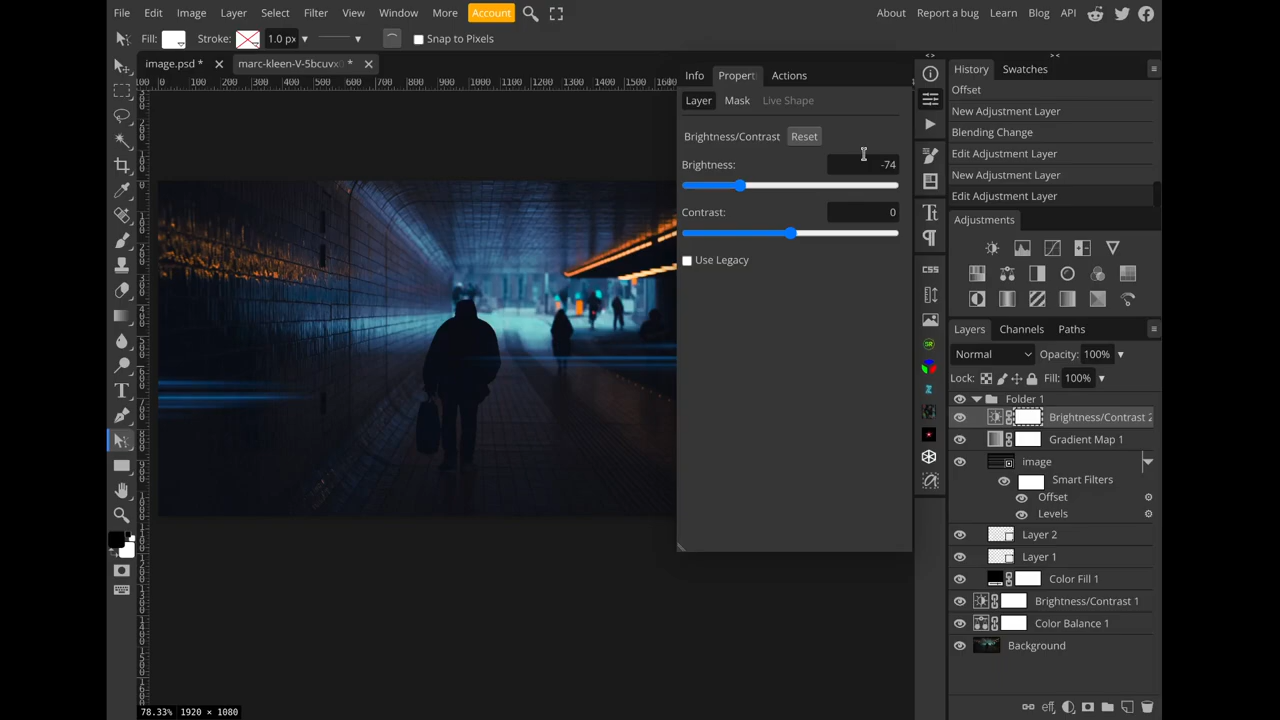 File Edit Image Layer Select Filter View Window More Account About Report a bug Learn Blog API
Fill: Stroke: 1.0 px Snap to Pixels
image.psd * marc-kleen-V-5bcuvx *
Info Propert Actions
Layer Mask Live Shape
Brightness/Contrast Reset
Brightness: -74
Contrast: 0
Use Legacy
History Swatches
Offset
New Adjustment Layer
Blending Change
Edit Adjustment Layer
New Adjustment Layer
Edit Adjustment Layer
Adjustments
CSS
Layers Channels Paths
Normal Opacity: 100%
Lock: Fill: 100%
Folder 1
Brightness/Contrast 2
Gradient Map 1
image
Smart Filters
Offset
Levels
Layer 2
Layer 1
Color Fill 1
Brightness/Contrast 1
Color Balance 1
Background
78.33% 1920 × 1080
eff